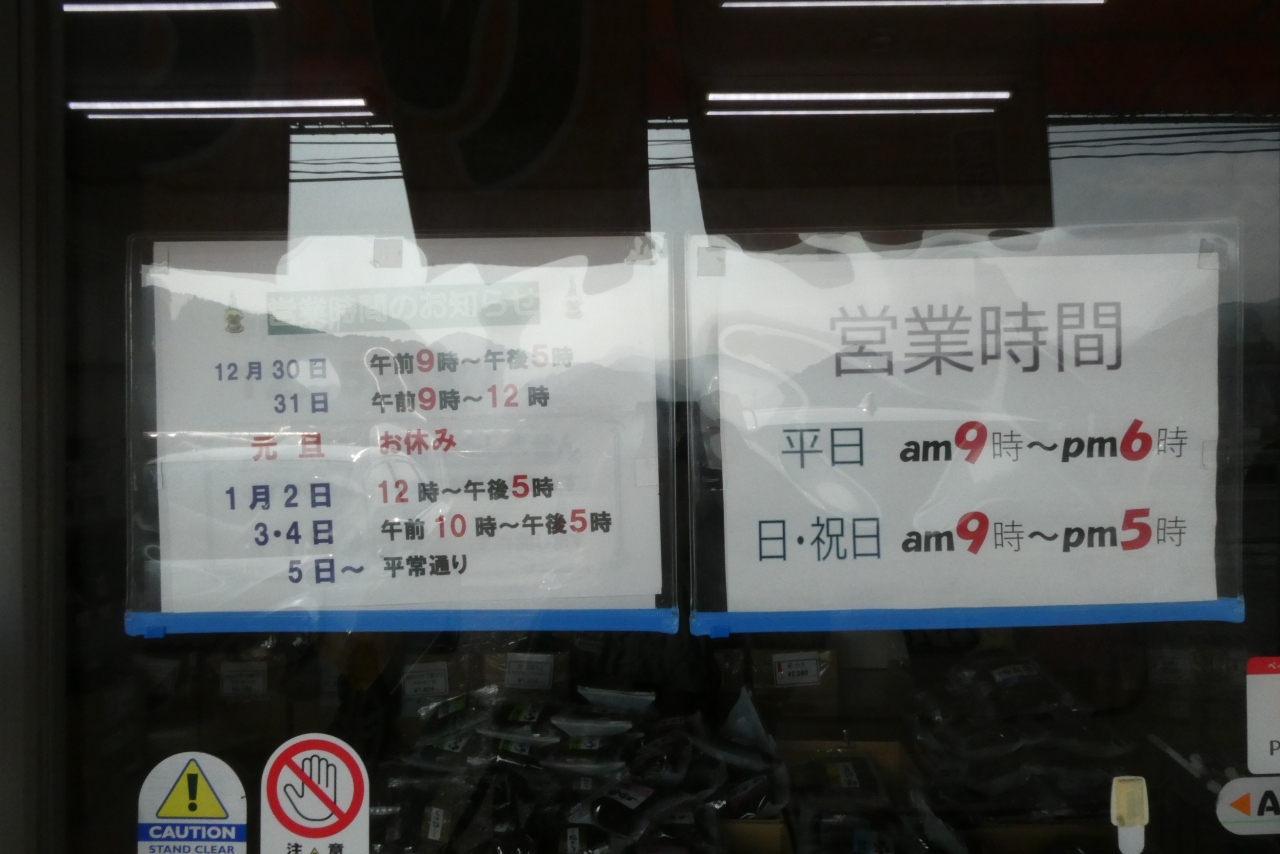 営業時間のお知らせ
12月30日 午前9時～午後5時
31日 午前9時～12時
元旦 お休み
1月2日 12時～午後5時
3・4日 午前10時～午後5時
5日～ 平常通り
営業時間
平日 am9時～pm6時
日・祝日 am9時～pm5時
CAUTION
STAND CLEAR
注意